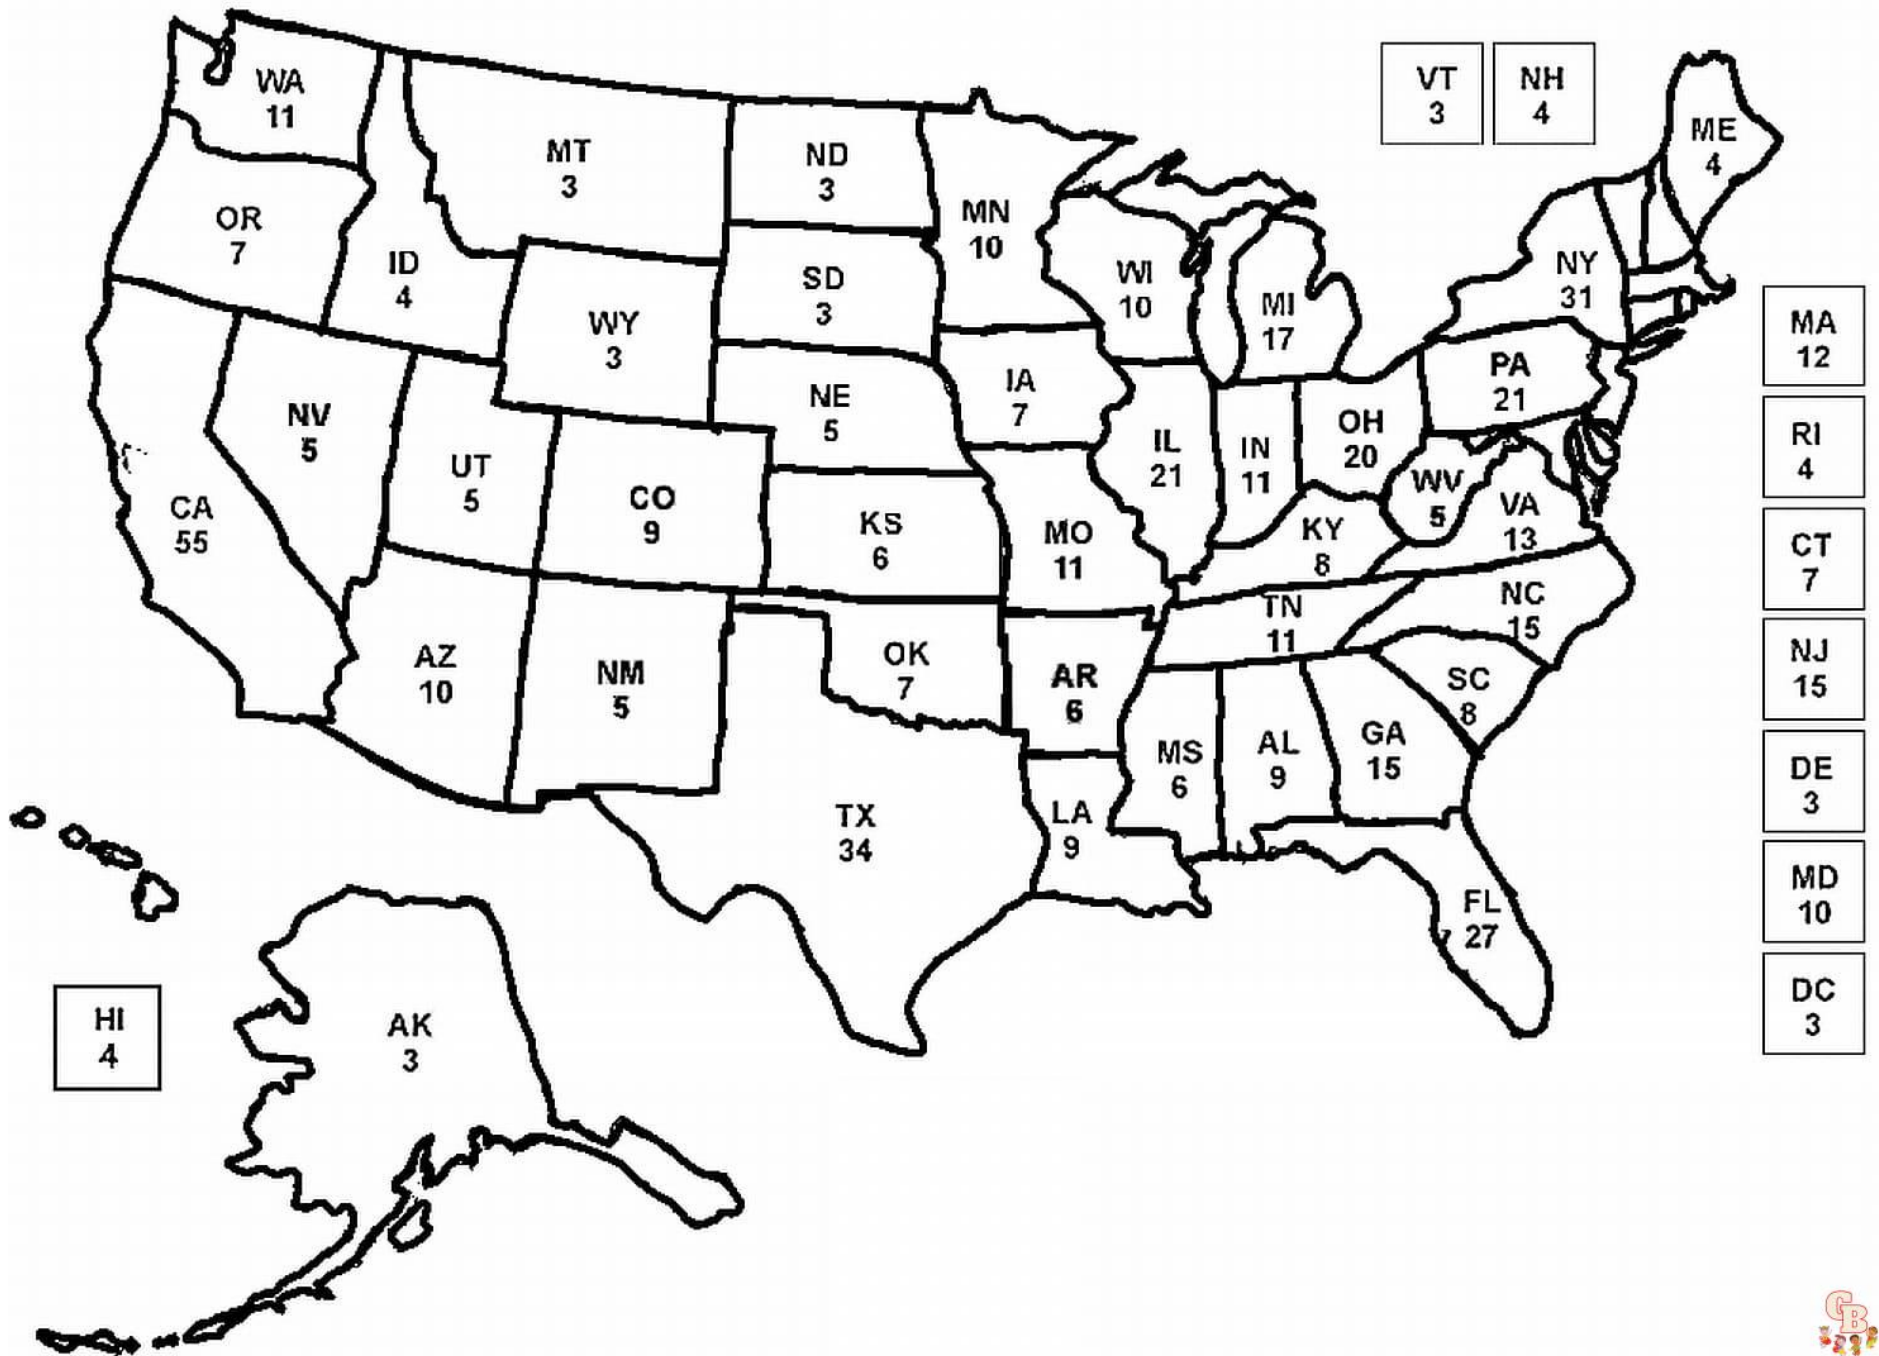 WA
11
VT
3
NH
4
ME
4
MT
3
ND
3
OR
7
MN
10
ID
4
SD
3
WI
10
NY
31
MI
17
WY
3
MA
12
PA
21
IA
7
NE
5
NV
5
OH
20
RI
4
IL
21
IN
11
UT
5
CO
9
WV
5
CA
55
KS
6
VA
13
MO
11
KY
8
CT
7
TN
11
NC
15
AZ
10
OK
7
NM
5
AR
6
SC
8
NJ
15
MS
6
AL
9
GA
15
DE
3
TX
34
LA
9
FL
27
MD
10
HI
4
AK
3
DC
3
GB